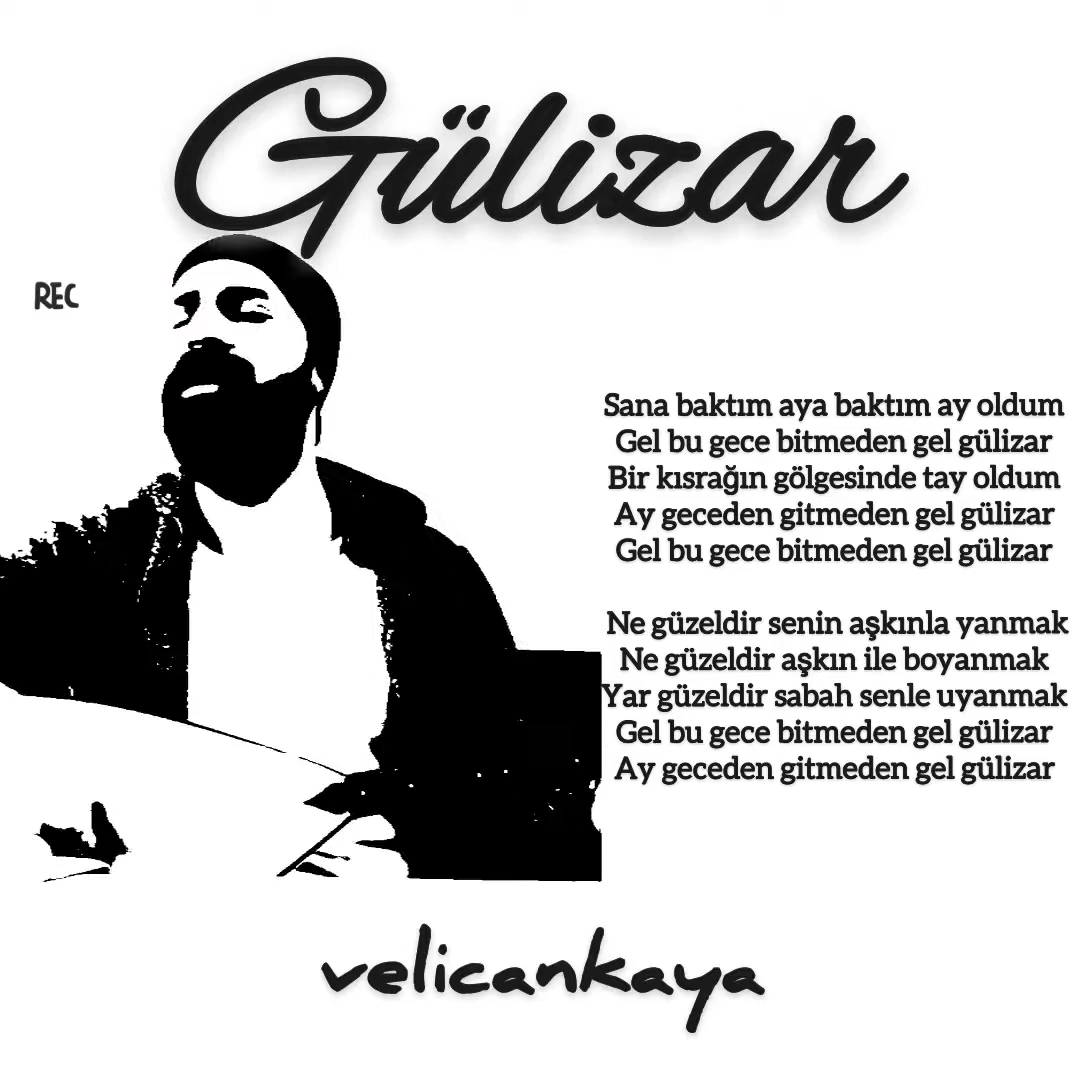 Gülizar
REC
Sana baktım aya baktım ay oldum
Gel bu gece bitmeden gel gülizar
Bir kısrağın gölgesinde tay oldum
Ay geceden gitmeden gel gülizar
Gel bu gece bitmeden gel gülizar
Ne güzeldir senin aşkınla yanmak
Ne güzeldir aşkın ile boyanmak
Yar güzeldir sabah senle uyanmak
Gel bu gece bitmeden gel gülizar
Ay geceden gitmeden gel gülizar
velicankaya